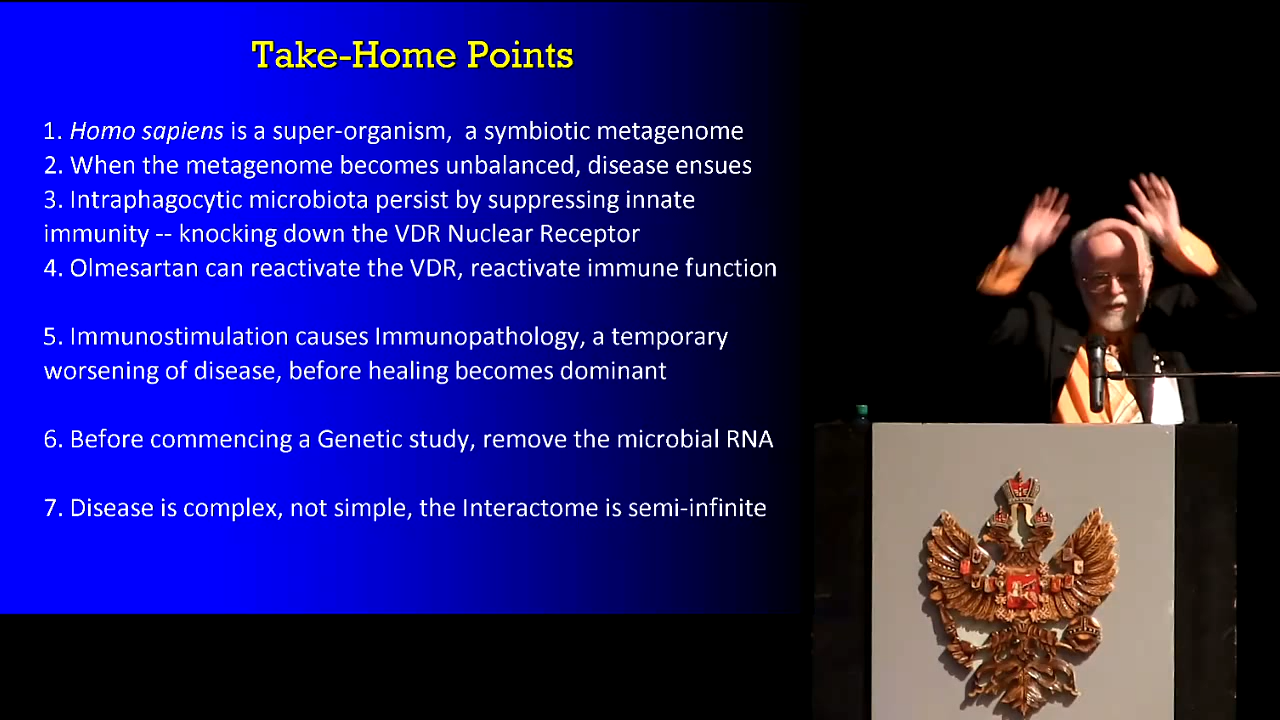 Take-Home Points
1. Homo sapiens is a super-organism,  a symbiotic metagenome
2. When the metagenome becomes unbalanced, disease ensues
3. Intraphagocytic microbiota persist by suppressing innate
immunity -- knocking down the VDR Nuclear Receptor
4. Olmesartan can reactivate the VDR, reactivate immune function
5. Immunostimulation causes Immunopathology, a temporary
worsening of disease, before healing becomes dominant
6. Before commencing a Genetic study, remove the microbial RNA
7. Disease is complex, not simple, the Interactome is semi-infinite